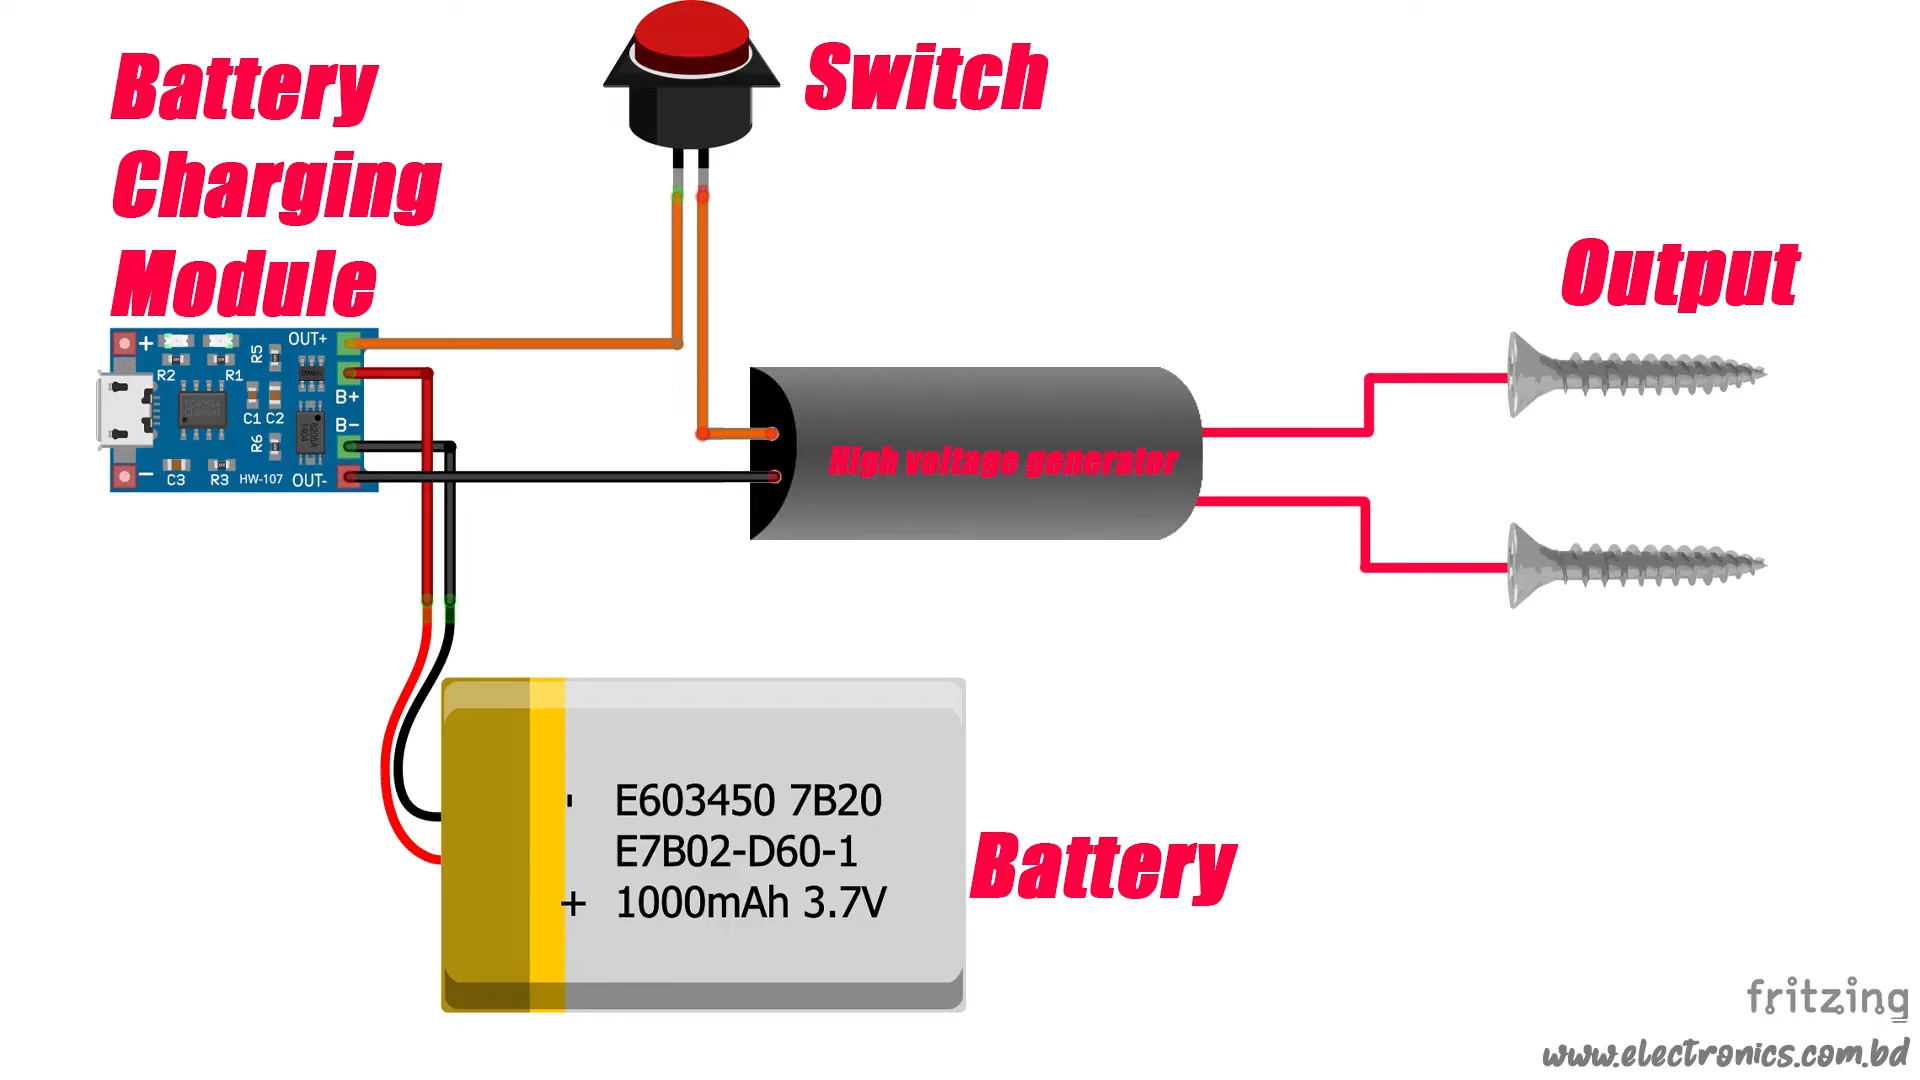 Battery
Charging
Module
Switch
Output
+
R2
R1
R5
OUT+
B+
B-
C1 C2
R6
-
C3
R3
HW-107
OUT-
8205A
High voltage generator
- E603450 7B20
E7B02-D60-1
+ 1000mAh 3.7V
Battery
fritzing
www.electronics.com.bd